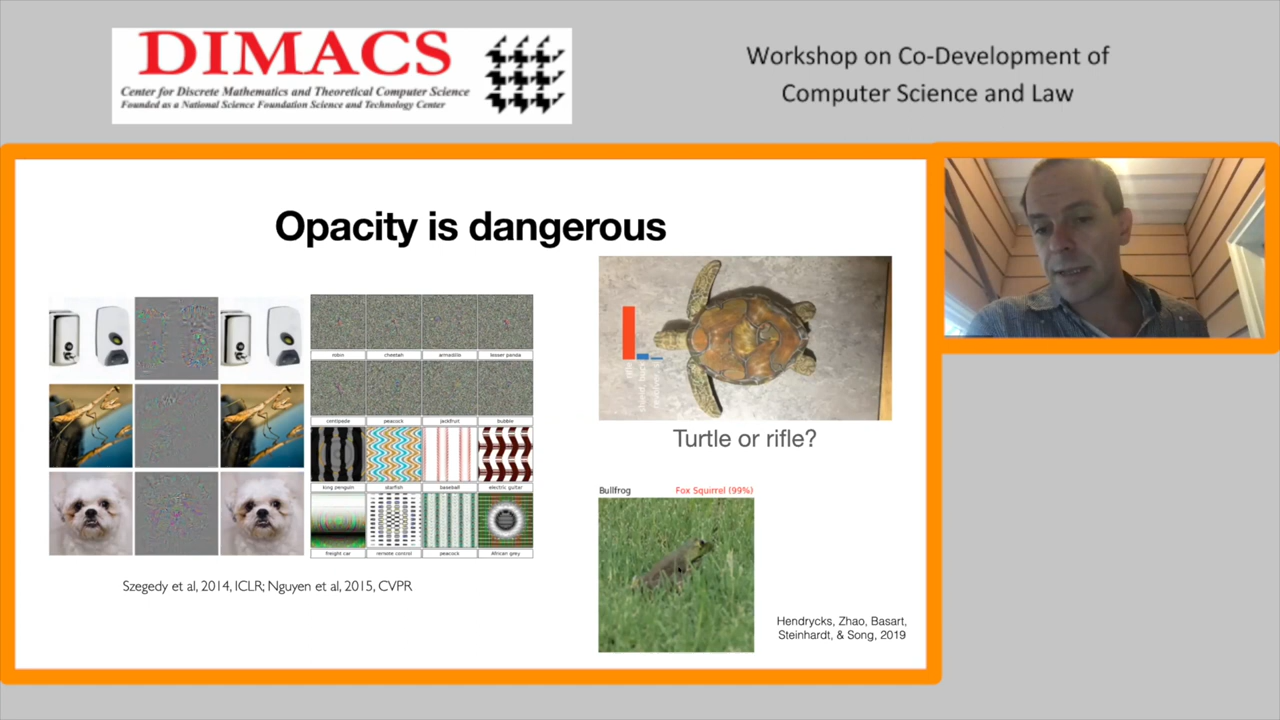 DIMACS
Center for Discrete Mathematics and Theoretical Computer Science
Founded as a National Science Foundation Science and Technology Center
Workshop on Co-Development of
Computer Science and Law
Opacity is dangerous
robin
cheetah
armadillo
lesser panda
centipede
peacock
jackfruit
bubble
king penguin
starfish
baseball
electric guitar
freight car
remote control
peacock
African grey
Szegedy et al, 2014, ICLR; Nguyen et al, 2015, CVPR
rifle
Turtle or rifle?
Bullfrog
Fox Squirrel (99%)
Hendrycks, Zhao, Basart,
Steinhardt, & Song, 2019